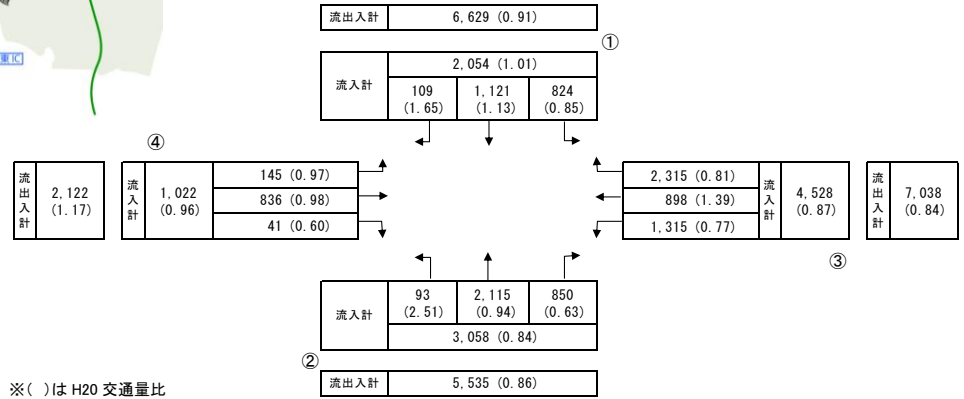 東IC
流出入計 6,629 (0.91)
①
流入計 2,054 (1.01)
109 (1.65) 1,121 (1.13) 824 (0.85)
④
流出入計 2,122 (1.17)
流入計 1,022 (0.96)
145 (0.97)
836 (0.98)
41 (0.60)
2,315 (0.81)
898 (1.39)
1,315 (0.77)
流入計 4,528 (0.87)
流出入計 7,038 (0.84)
③
流入計 93 (2.51) 2,115 (0.94) 850 (0.63)
3,058 (0.84)
②
流出入計 5,535 (0.86)
※( )は H20 交通量比